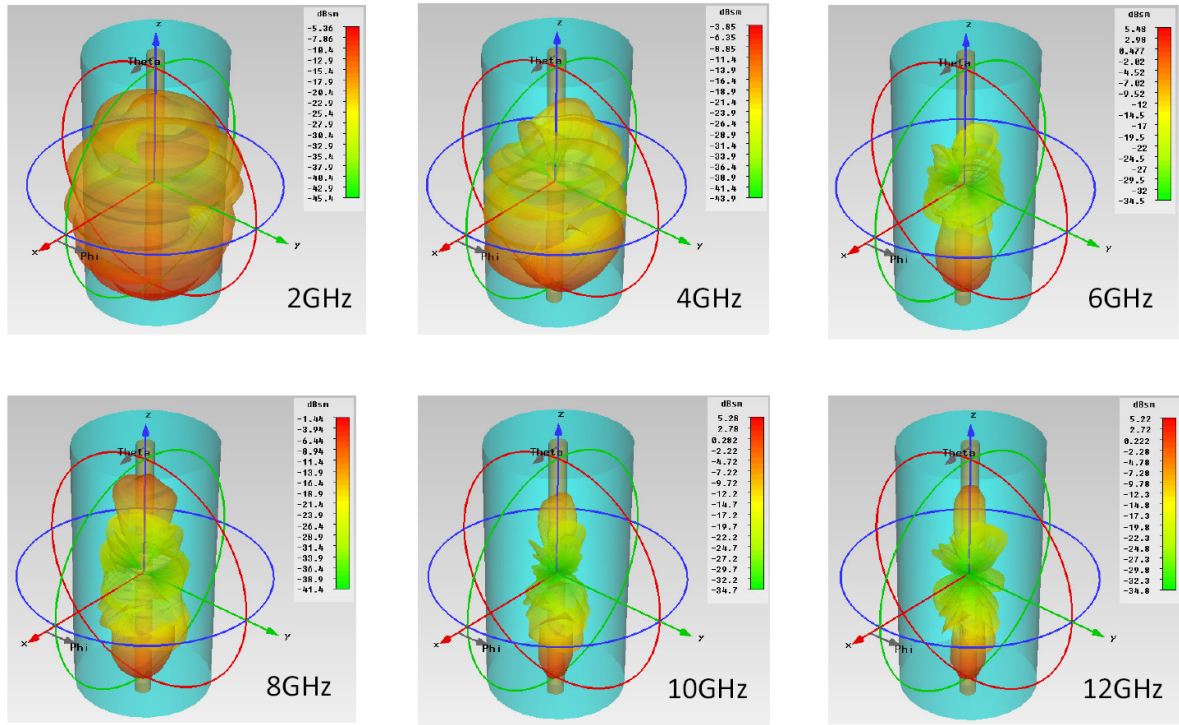 dBsm
-5.36
-7.86
-10.4
-12.9
-15.4
-17.9
-20.4
-22.9
-25.4
-27.9
-30.4
-32.9
-35.4
-37.9
-40.4
-42.9
-45.4
z
Theta
x
Phi
y
2GHz
dBsm
-3.85
-6.35
-8.85
-11.4
-13.9
-16.4
-18.9
-21.4
-23.9
-26.4
-28.9
-31.4
-33.9
-36.4
-38.9
-41.4
-43.9
z
Theta
x
Phi
y
4GHz
dBsm
5.48
2.98
0.477
-2.02
-4.52
-7.02
-9.52
-12
-14.5
-17
-19.5
-22
-24.5
-27
-29.5
-32
-34.5
z
Theta
x
Phi
y
6GHz
dBsm
-1.44
-3.94
-6.44
-8.94
-11.4
-13.9
-16.4
-18.9
-21.4
-23.9
-26.4
-28.9
-31.4
-33.9
-36.4
-38.9
-41.4
z
Theta
x
Phi
y
8GHz
dBsm
5.28
2.78
0.282
-2.22
-4.72
-7.22
-9.72
-12.2
-14.7
-17.2
-19.7
-22.2
-24.7
-27.2
-29.7
-32.2
-34.7
z
Theta
x
Phi
y
10GHz
dBsm
5.22
2.72
0.222
-2.28
-4.78
-7.28
-9.78
-12.3
-14.8
-17.3
-19.8
-22.3
-24.8
-27.3
-29.8
-32.3
-34.8
z
Theta
x
Phi
y
12GHz